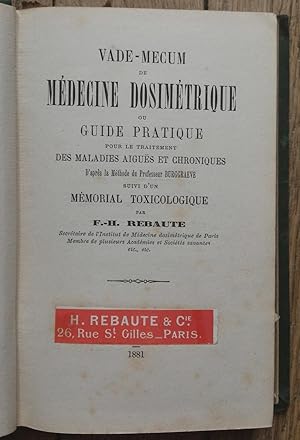 VADE-MECUM
DE
MÉDECINE DOSIMÉTRIQUE
OU
GUIDE PRATIQUE
POUR LE TRAITEMENT
DES MALADIES AIGUËS ET CHRONIQUES
D'après la Méthode du Professeur BURGGRAEVE
SUIVI D'UN
MÉMORIAL TOXICOLOGIQUE
PAR
F.-H. REBAUTE
Secrétaire de l'Institut de Médecine dosimétrique de Paris
Membre de plusieurs Académies et Sociétés savantes
etc., etc.
H. REBAUTE & CIE
26, Rue St Gilles_PARIS.
1881